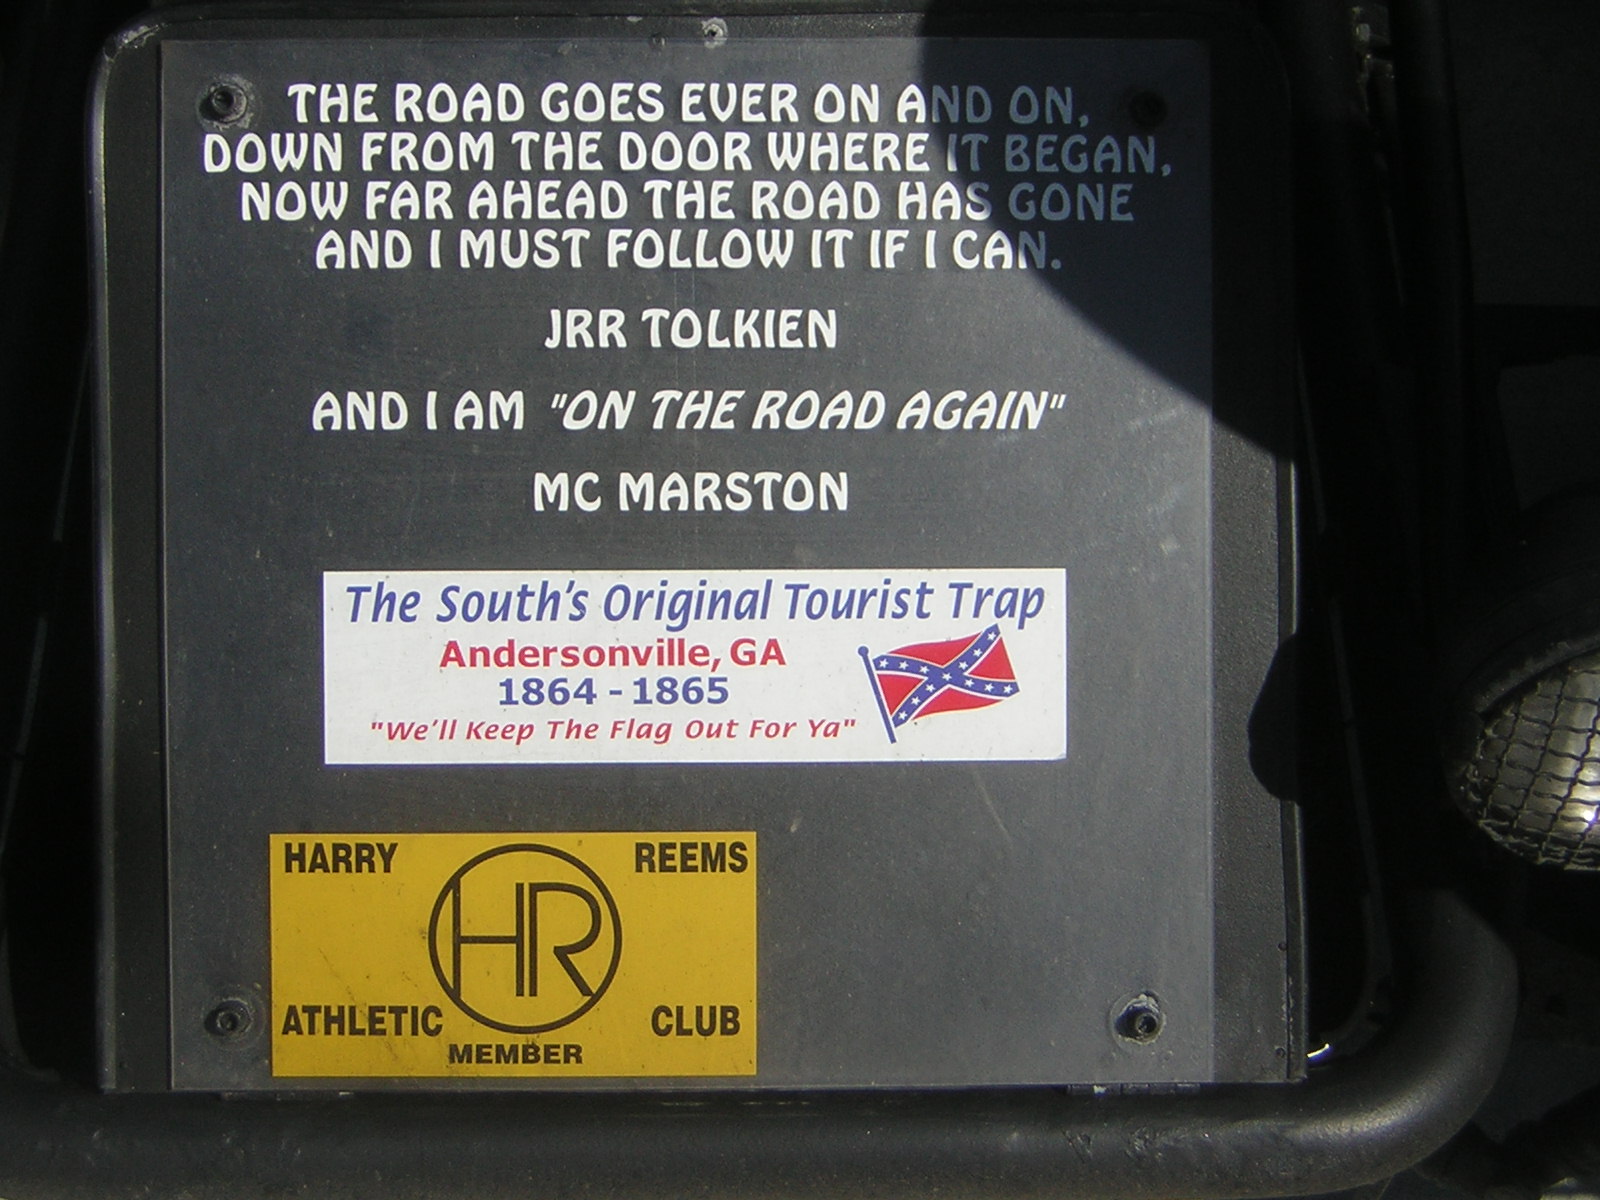 THE ROAD GOES EVER ON AND ON,
DOWN FROM THE DOOR WHERE IT BEGAN,
NOW FAR AHEAD THE ROAD HAS GONE
AND I MUST FOLLOW IT IF I CAN.
JRR TOLKIEN
AND I AM "ON THE ROAD AGAIN"
MC MARSTON
The South's Original Tourist Trap
Andersonville, GA
1864 - 1865
"We'll Keep The Flag Out For Ya"
HARRY REEMS
HR
ATHLETIC CLUB
MEMBER